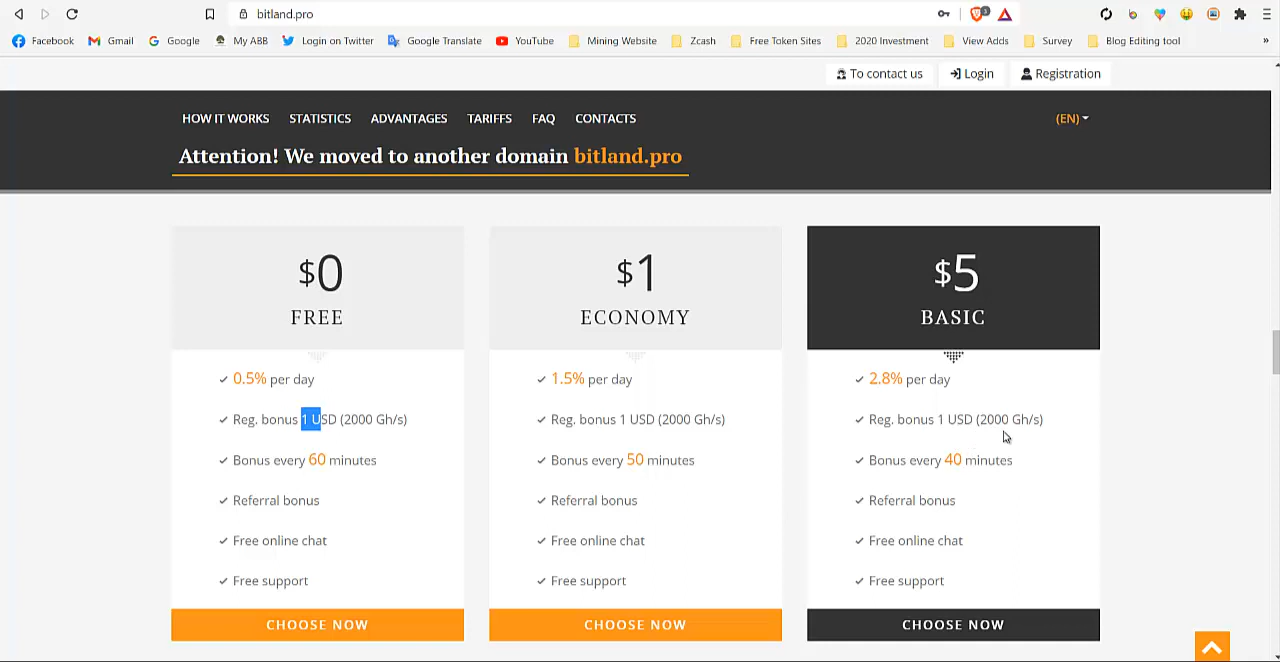 bitland.pro
3
Facebook Gmail Google My ABB Login on Twitter Google Translate YouTube Mining Website Zcash Free Token Sites 2020 Investment View Adds Survey Blog Editing tool »
To contact us Login Registration
HOW IT WORKS STATISTICS ADVANTAGES TARIFFS FAQ CONTACTS (EN)
Attention! We moved to another domain bitland.pro
$0
FREE
0.5% per day
Reg. bonus 1 USD (2000 Gh/s)
Bonus every 60 minutes
Referral bonus
Free online chat
Free support
CHOOSE NOW
$1
ECONOMY
1.5% per day
Reg. bonus 1 USD (2000 Gh/s)
Bonus every 50 minutes
Referral bonus
Free online chat
Free support
CHOOSE NOW
$5
BASIC
2.8% per day
Reg. bonus 1 USD (2000 Gh/s)
Bonus every 40 minutes
Referral bonus
Free online chat
Free support
CHOOSE NOW